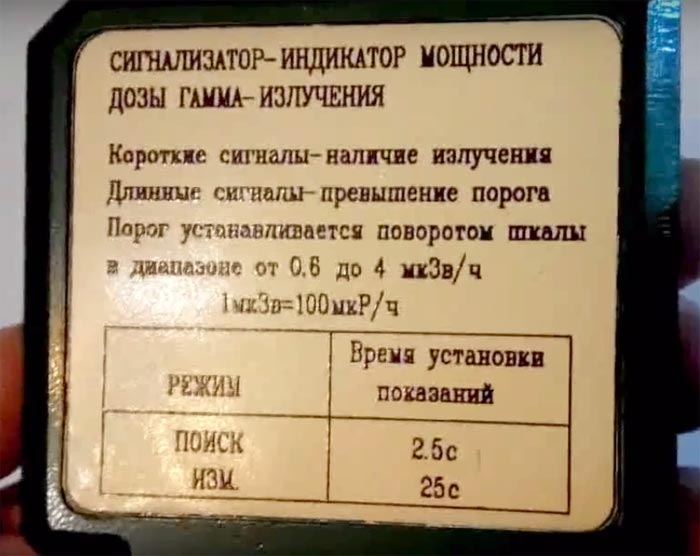 СИГНАЛИЗАТОР-ИНДИКАТОР МОЩНОСТИ
ДОЗЫ ГАММА-ИЗЛУЧЕНИЯ
Короткие сигналы-наличие излучения
Длинные сигналы-превышение порога
Порог устанавливается поворотом шкалы
в диапазоне от 0.6 до 4 мкЗв/ч
1мкЗв=100мкР/ч
РЕЖИМ
Время установки
показаний
ПОИСК 2.5с
ИЗМ. 25с